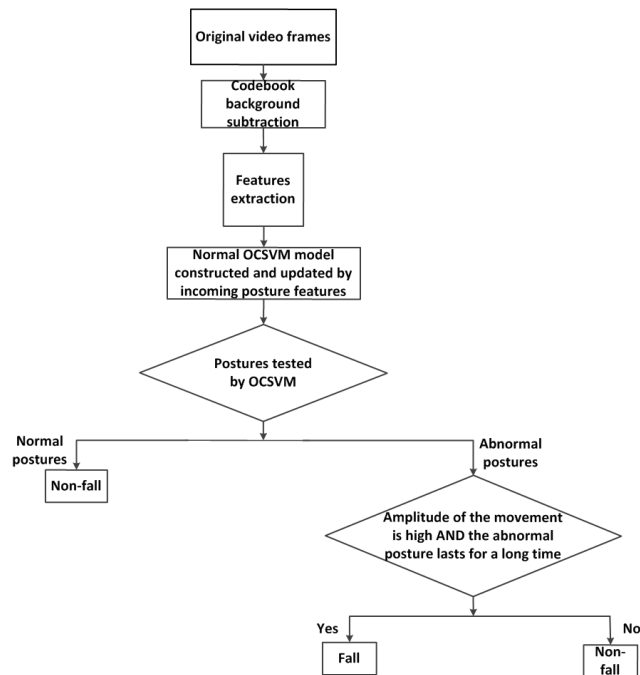 Original video frames
Codebook
background
subtraction
Features
extraction
Normal OCSVM model
constructed and updated by
incoming posture features
Postures tested
by OCSVM
Normal
postures
Abnormal
postures
Non-fall
Amplitude of the movement
is high AND the abnormal
posture lasts for a long time
Yes
No
Fall
Non-
fall